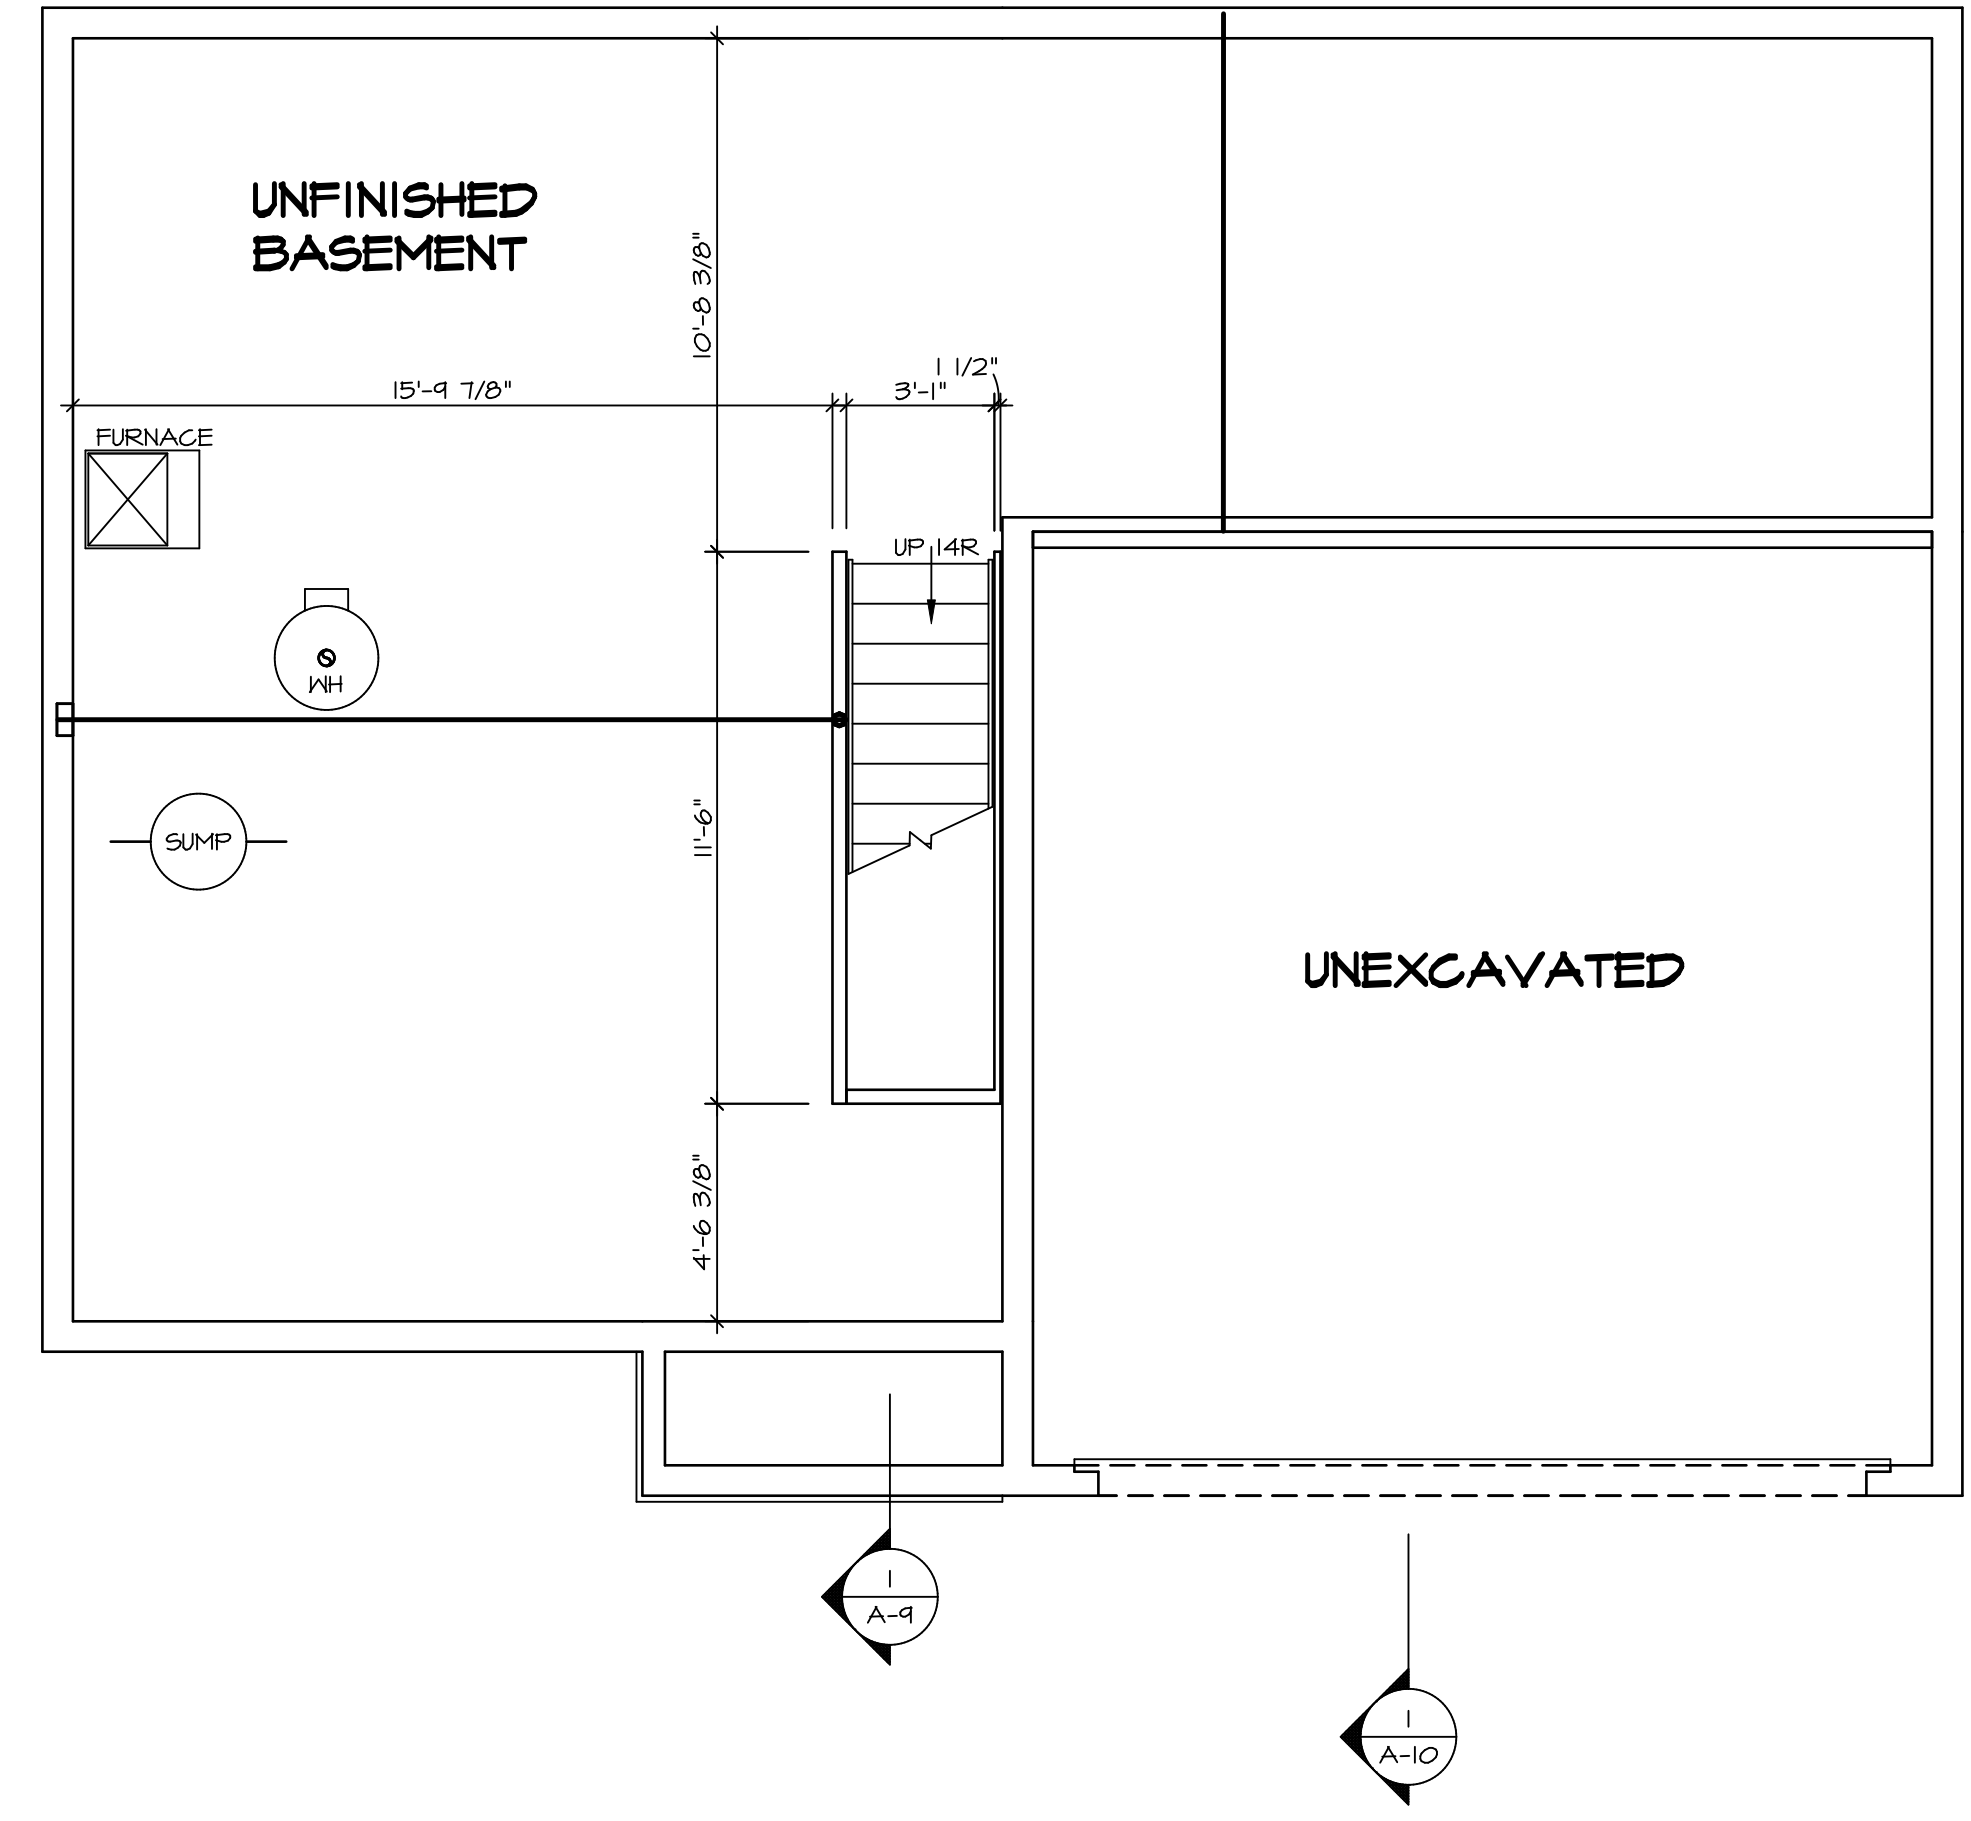 UNFINISHED
BASEMENT
10'-8 3/8"
1 1/2"
15'-9 7/8"
3'-1"
FURNACE
UP 14R
WH
SUMP
11'-6"
UNEXCAVATED
4'-6 3/8"
1
A-9
1
A-10